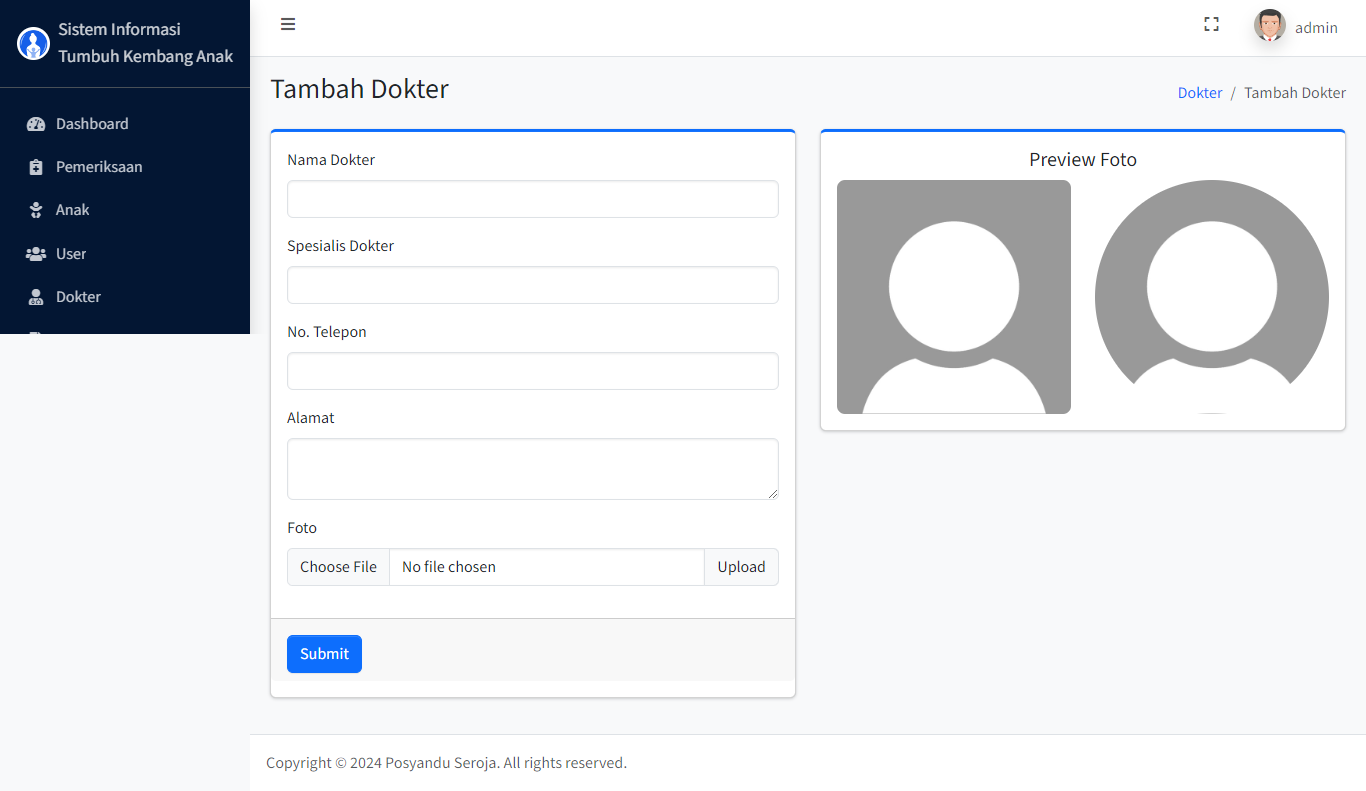 Sistem Informasi
Tumbuh Kembang Anak
admin
Tambah Dokter
Dokter / Tambah Dokter
Dashboard
Pemeriksaan
Anak
User
Dokter
Nama Dokter
Spesialis Dokter
No. Telepon
Alamat
Foto
Choose File No file chosen Upload
Submit
Preview Foto
Copyright © 2024 Posyandu Seroja. All rights reserved.